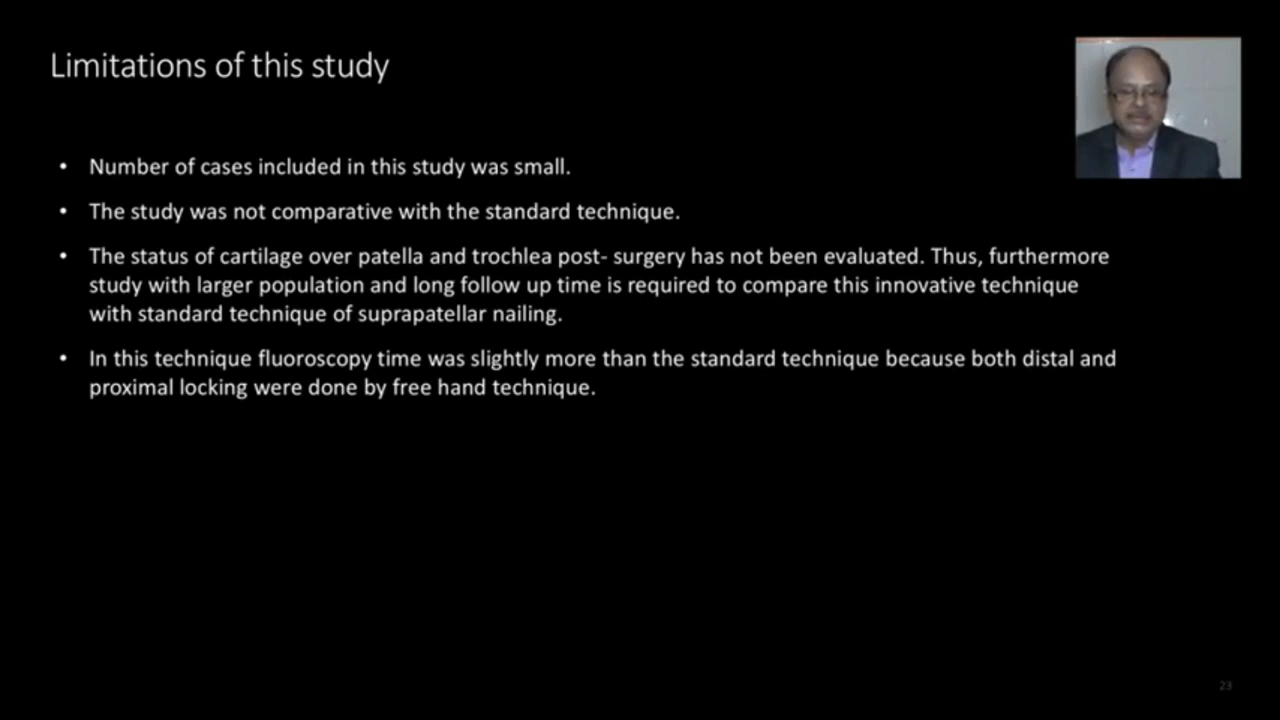 Limitations of this study
• Number of cases included in this study was small.
• The study was not comparative with the standard technique.
• The status of cartilage over patella and trochlea post- surgery has not been evaluated. Thus, furthermore
study with larger population and long follow up time is required to compare this innovative technique
with standard technique of suprapatellar nailing.
• In this technique fluoroscopy time was slightly more than the standard technique because both distal and
proximal locking were done by free hand technique.
23